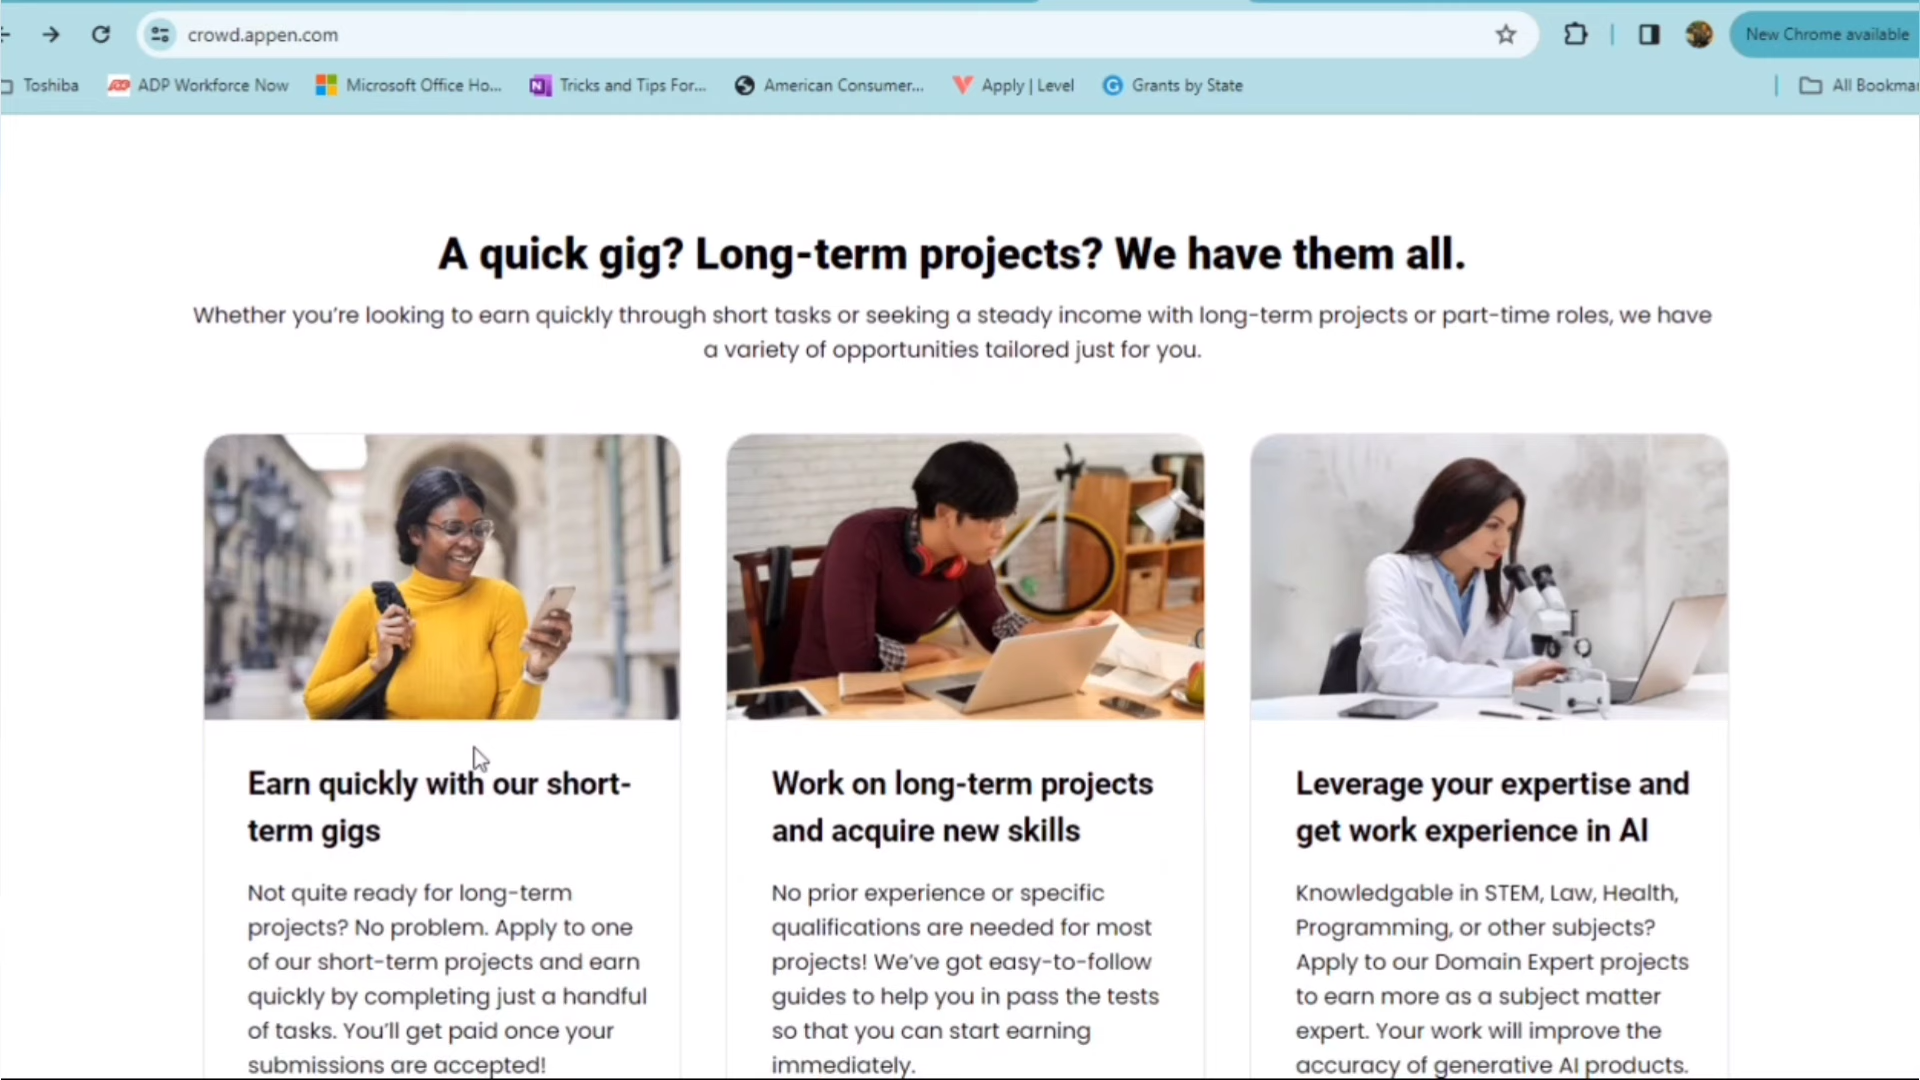 crowd.appen.com
New Chrome available
Toshiba
ADP Workforce Now
Microsoft Office Ho...
Tricks and Tips For...
American Consumer...
Apply | Level
Grants by State
All Bookma
A quick gig? Long-term projects? We have them all.
Whether you're looking to earn quickly through short tasks or seeking a steady income with long-term projects or part-time roles, we have
a variety of opportunities tailored just for you.
Earn quickly with our short-
term gigs
Not quite ready for long-term
projects? No problem. Apply to one
of our short-term projects and earn
quickly by completing just a handful
of tasks. You'll get paid once your
submissions are accepted!
Work on long-term projects
and acquire new skills
No prior experience or specific
qualifications are needed for most
projects! We've got easy-to-follow
guides to help you in pass the tests
so that you can start earning
immediately.
Leverage your expertise and
get work experience in AI
Knowledgable in STEM, Law, Health,
Programming, or other subjects?
Apply to our Domain Expert projects
to earn more as a subject matter
expert. Your work will improve the
accuracy of generative AI products.